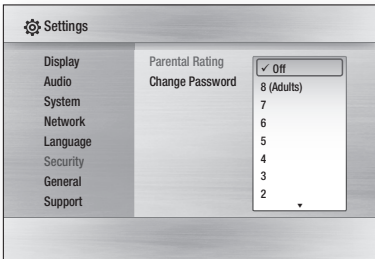 Settings
Display
Audio
System
Network
Language
Security
General
Support
Parental Rating
Change Password
✓ Off
8 (Adults)
7
6
5
4
3
2